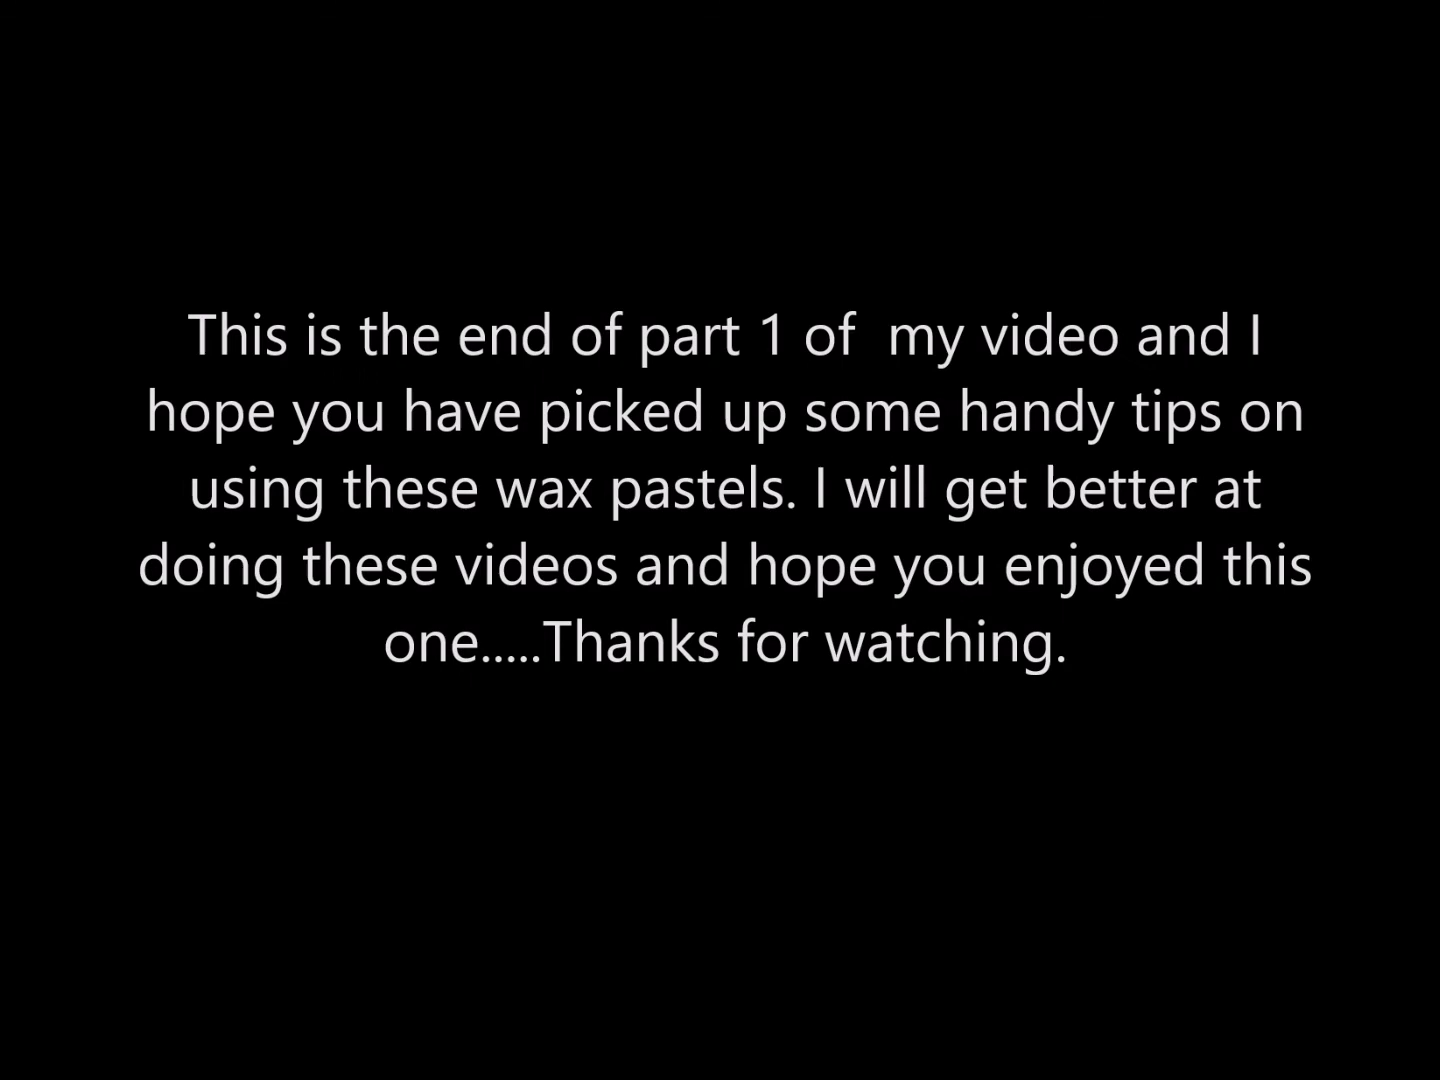 This is the end of part 1 of  my video and I
hope you have picked up some handy tips on
using these wax pastels. I will get better at
doing these videos and hope you enjoyed this
one.....Thanks for watching.